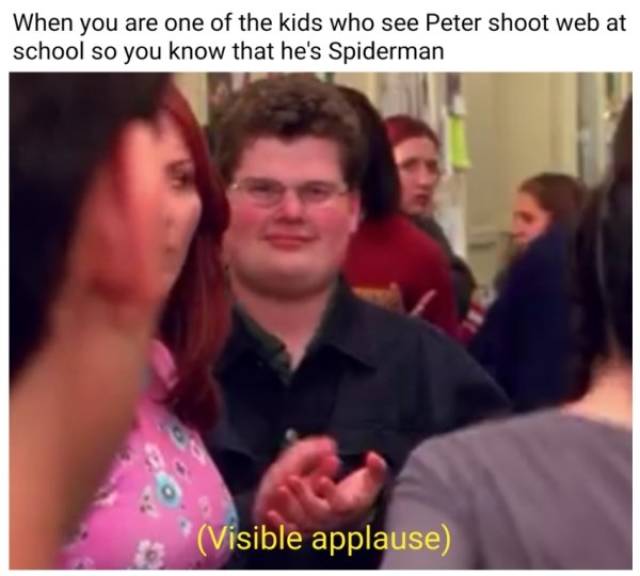 When you are one of the kids who see Peter shoot web at
school so you know that he's Spiderman
(Visible applause)